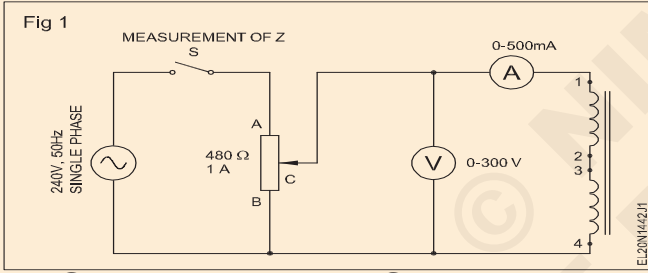 Fig 1
MEASUREMENT OF Z
S
0-500mA
A
1
A
240V, 50Hz
SINGLE PHASE
480 Ω
1 A
C
V
0-300 V
2
3
B
4
EL20N1442J1
© NI